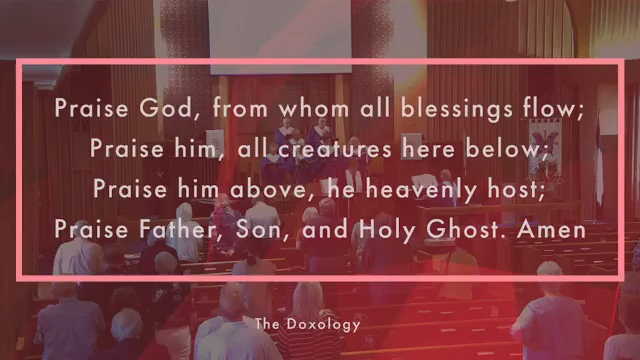 Praise God, from whom all blessings flow;
Praise him, all creatures here below;
Praise him above, he heavenly host;
Praise Father, Son, and Holy Ghost. Amen
The Doxology